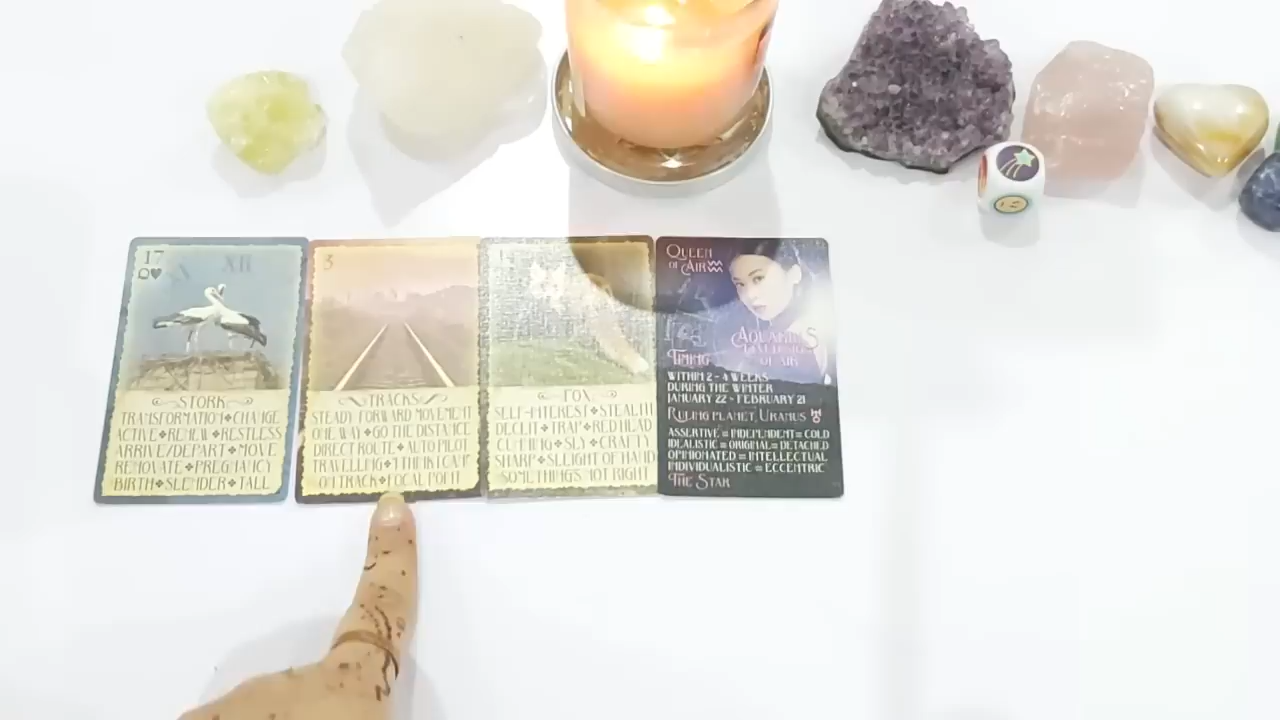 17
Q♥
XII
STORK
TRANSFORMATION❖CHANGE
ACTIVE❖RENEW❖RESTLESS
ARRIVE/DEPART❖MOVE
RENOVATE❖PREGNANCY
BIRTH❖SLENDER❖TALL
3
TRACKS
STEADY FORWARD MOVEMENT
ONE WAY❖GO THE DISTANCE
DIRECT ROUTE❖AUTO PILOT
TRAVELLING❖I THINK I CAN
ON TRACK❖FOCAL POINT
FOX
SELF-INTEREST❖STEALTH
DECEIT❖TRAP❖RED HEAD
CUNNING❖SLY❖CRAFTY
SHARP❖SLEIGHT OF HAND
SOMETHING'S NOT RIGHT
QUEEN
OF AIR♒
AQUARIUS
OF AIR
TIMING
WITHIN 2 - 4 WEEKS
DURING THE WINTER
JANUARY 22 - FEBRUARY 21
RULING PLANET, URANUS ♅
ASSERTIVE = INDEPENDENT = COLD
IDEALISTIC = ORIGINAL = DETACHED
OPINIONATED = INTELLECTUAL
INDIVIDUALISTIC = ECCENTRIC
THE STAR